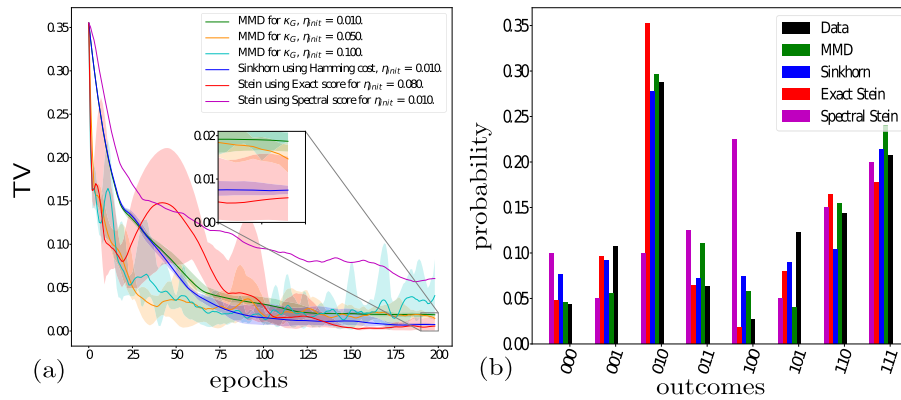 MMD for κG, ηinit = 0.010.
MMD for κG, ηinit = 0.050.
MMD for κG, ηinit = 0.100.
Sinkhorn using Hamming cost, ηinit = 0.010.
Stein using Exact score for ηinit = 0.080.
Stein using Spectral score for ηinit = 0.010.
0.35
0.30
0.25
0.20
0.15
0.10
0.05
0.00
TV
0.02
0.01
0.00
0 25 50 75 100 125 150 175 200
epochs
(a)
Data
MMD
Sinkhorn
Exact Stein
Spectral Stein
0.35
0.30
0.25
0.20
0.15
0.10
0.05
0.00
probability
000 001 010 011 100 101 110 111
outcomes
(b)